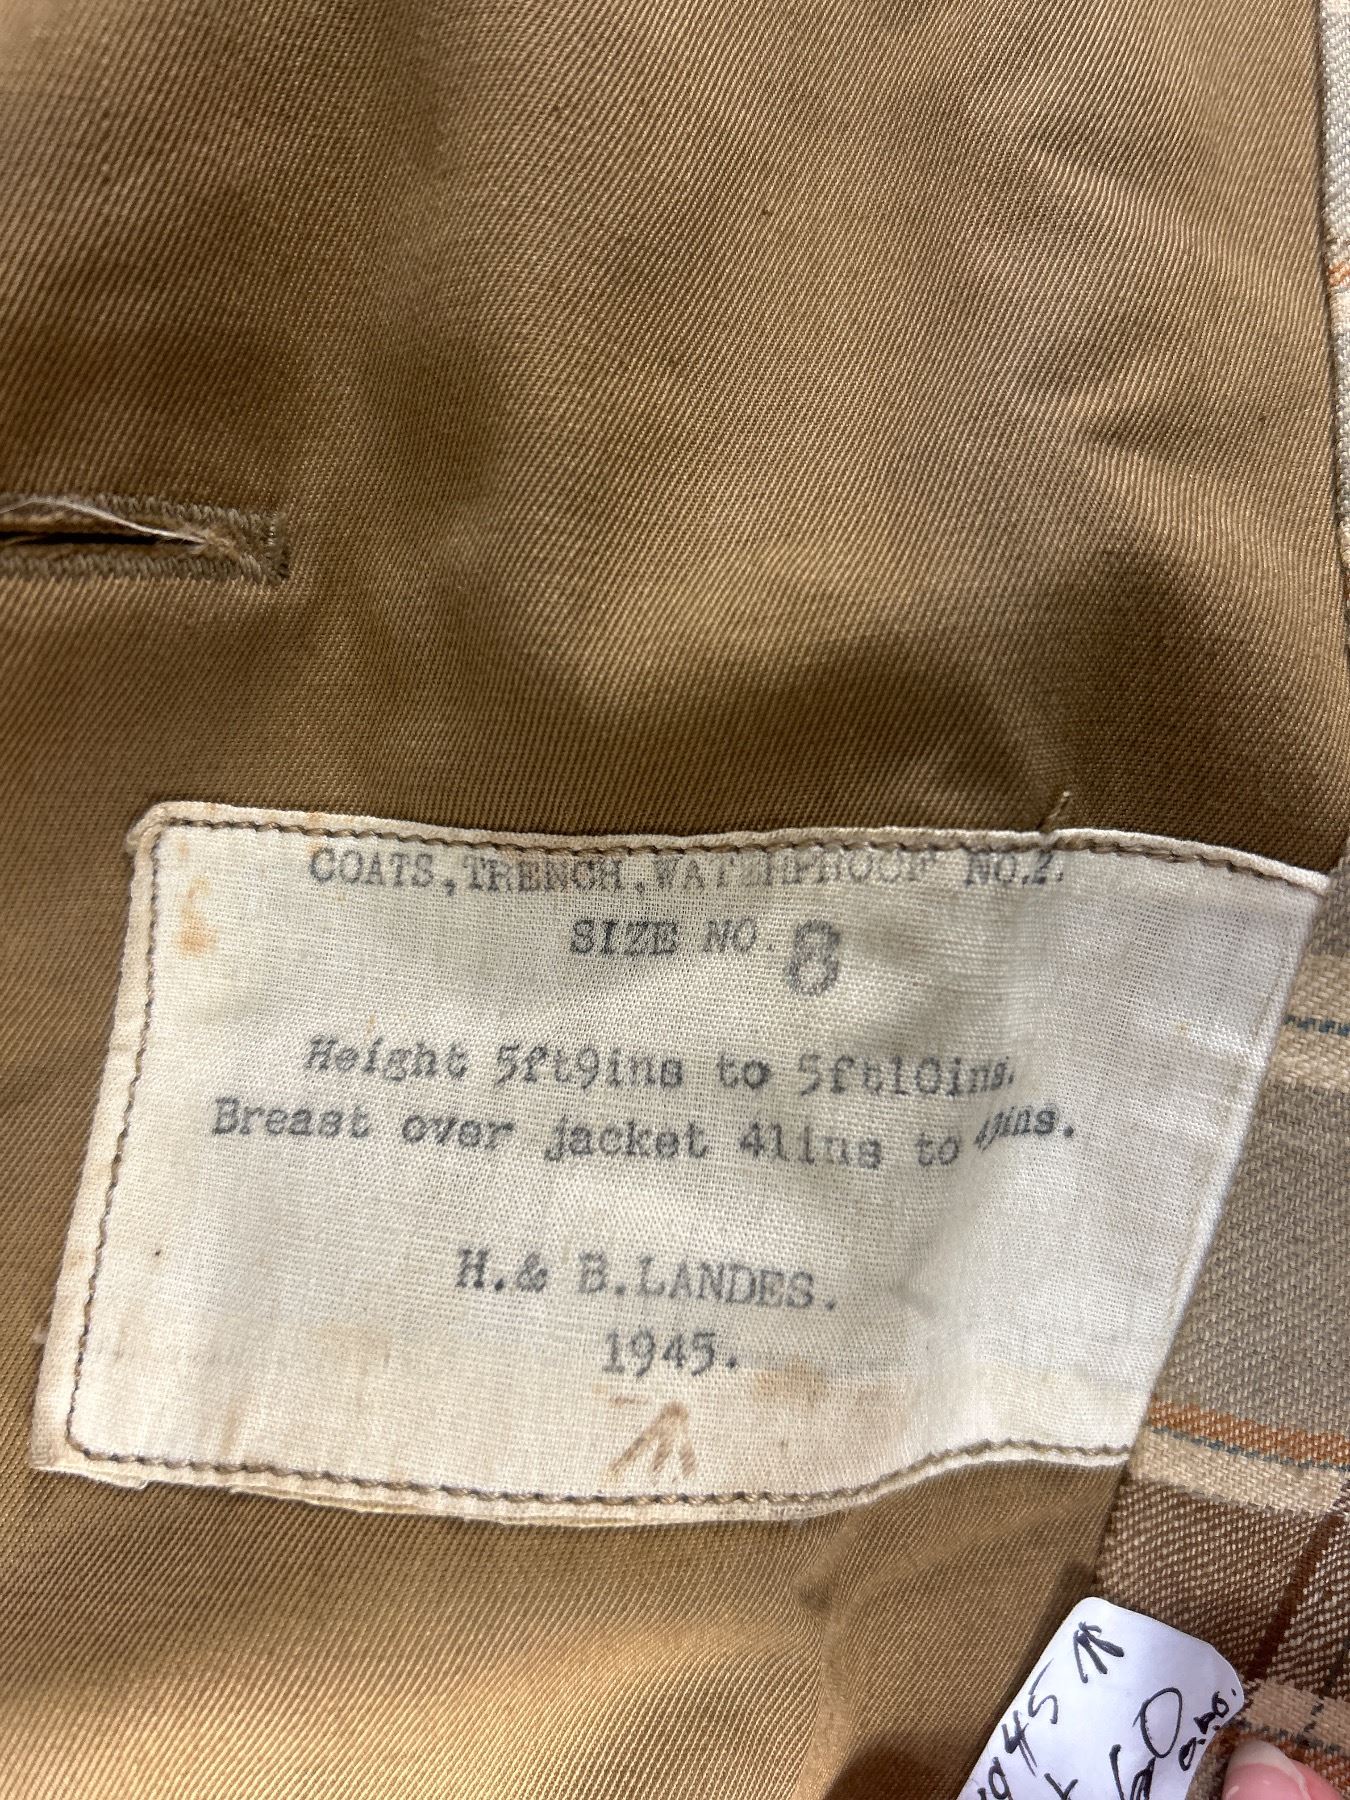 COATS, TRENCH, WATERPROOF NO.2.
SIZE NO. 8
Height 5ft9ins to 5ft10ins.
Breast over jacket 41ins to
H.& B.LANDES.
1945.